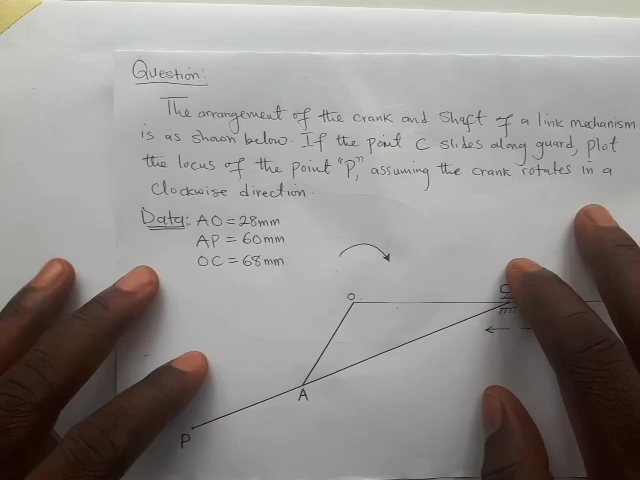 Question:
The arrangement of the crank and shaft of a link mechanism
is as shown below. If the point C slides along guard, plot
the locus of the point "P", assuming the crank rotates in a
Clockwise direction.
Data: AO = 28mm
AP = 60mm
OC = 68mm
O
C
A
P